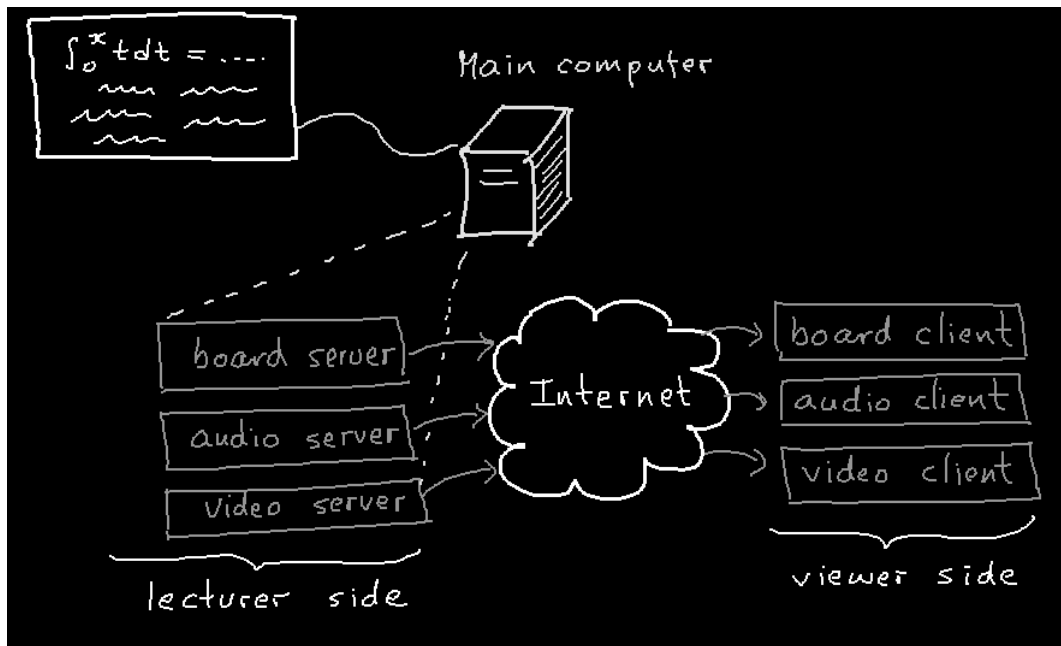 ∫₀ˣ t dt = ....
Main computer
board server
audio server
video server
Internet
board client
audio client
video client
lecturer side
viewer side